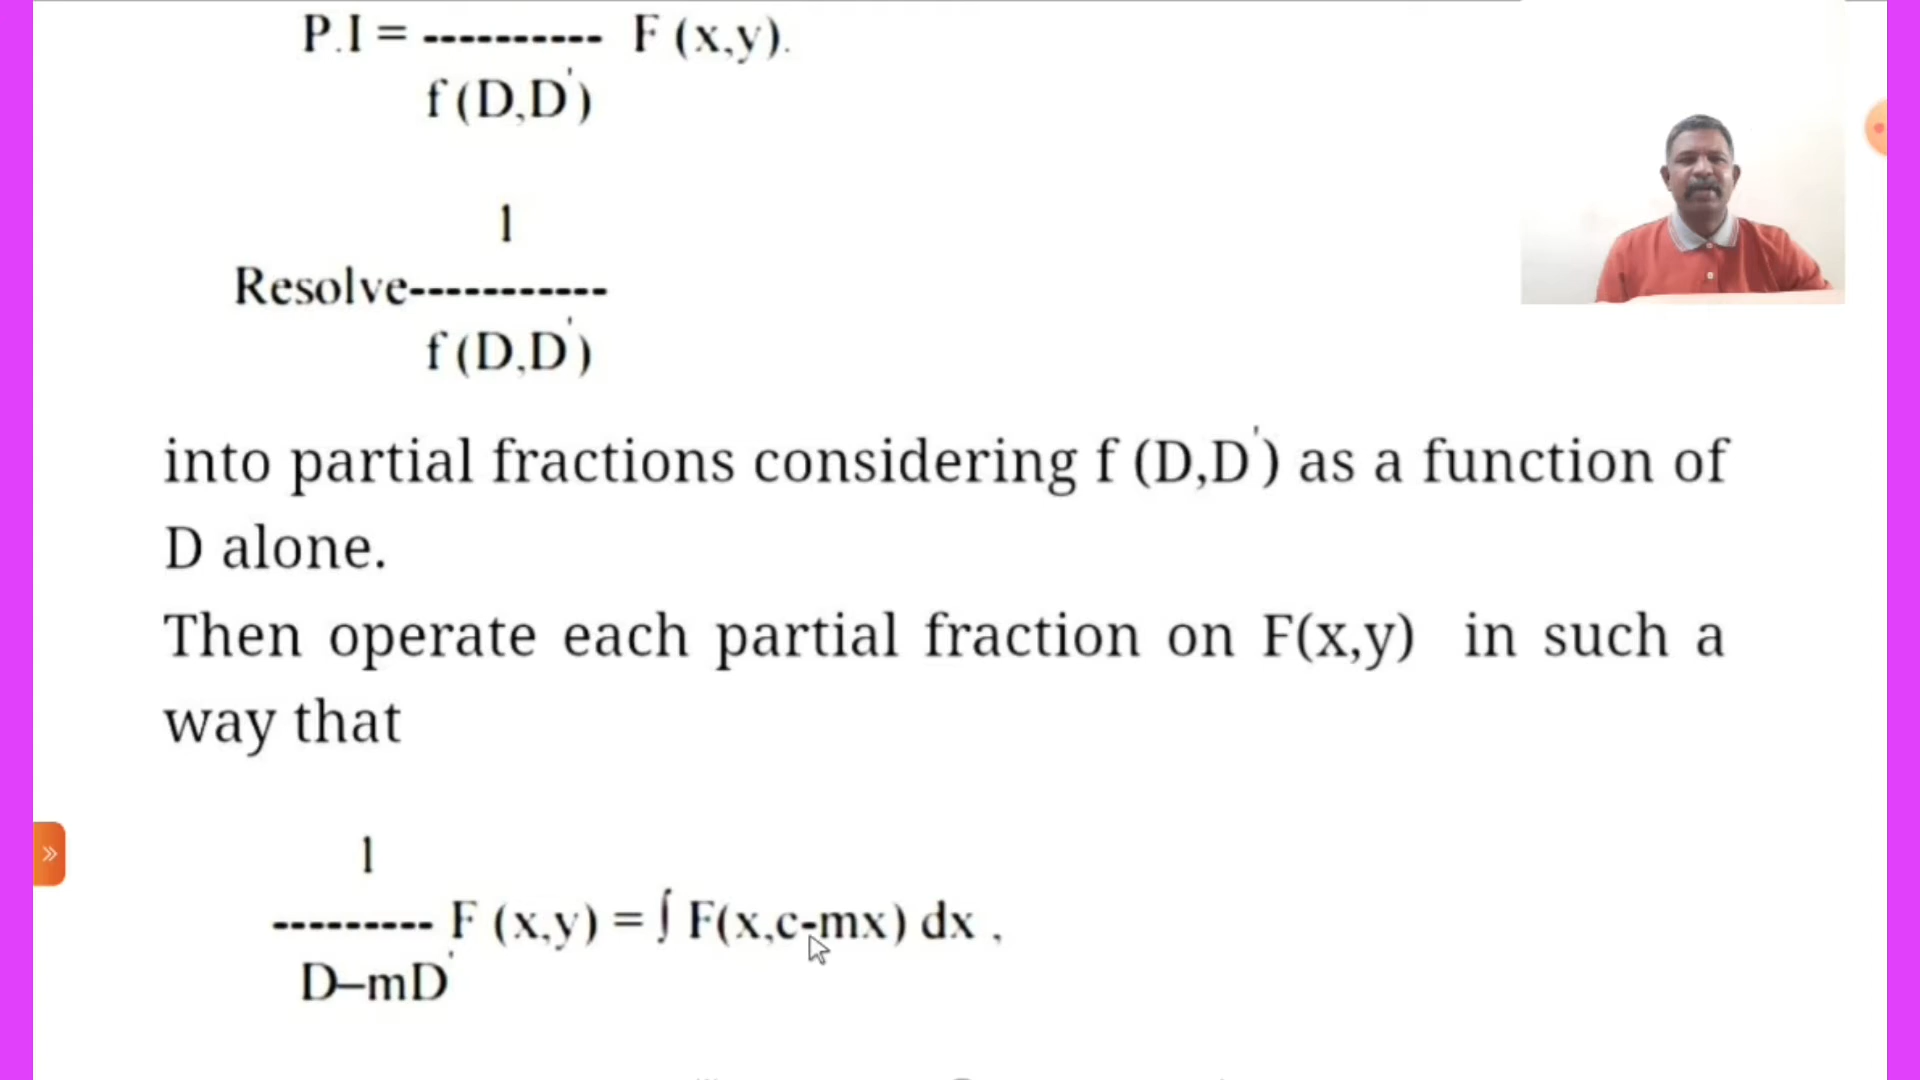 P.I = ---------- F (x,y).
f (D,D')
1
Resolve-----------
f (D,D')
into partial fractions considering f (D,D') as a function of
D alone.
Then operate each partial fraction on F(x,y) in such a
way that
1
--------- F (x,y) = ∫ F(x,c-mx) dx ,
D–mD'